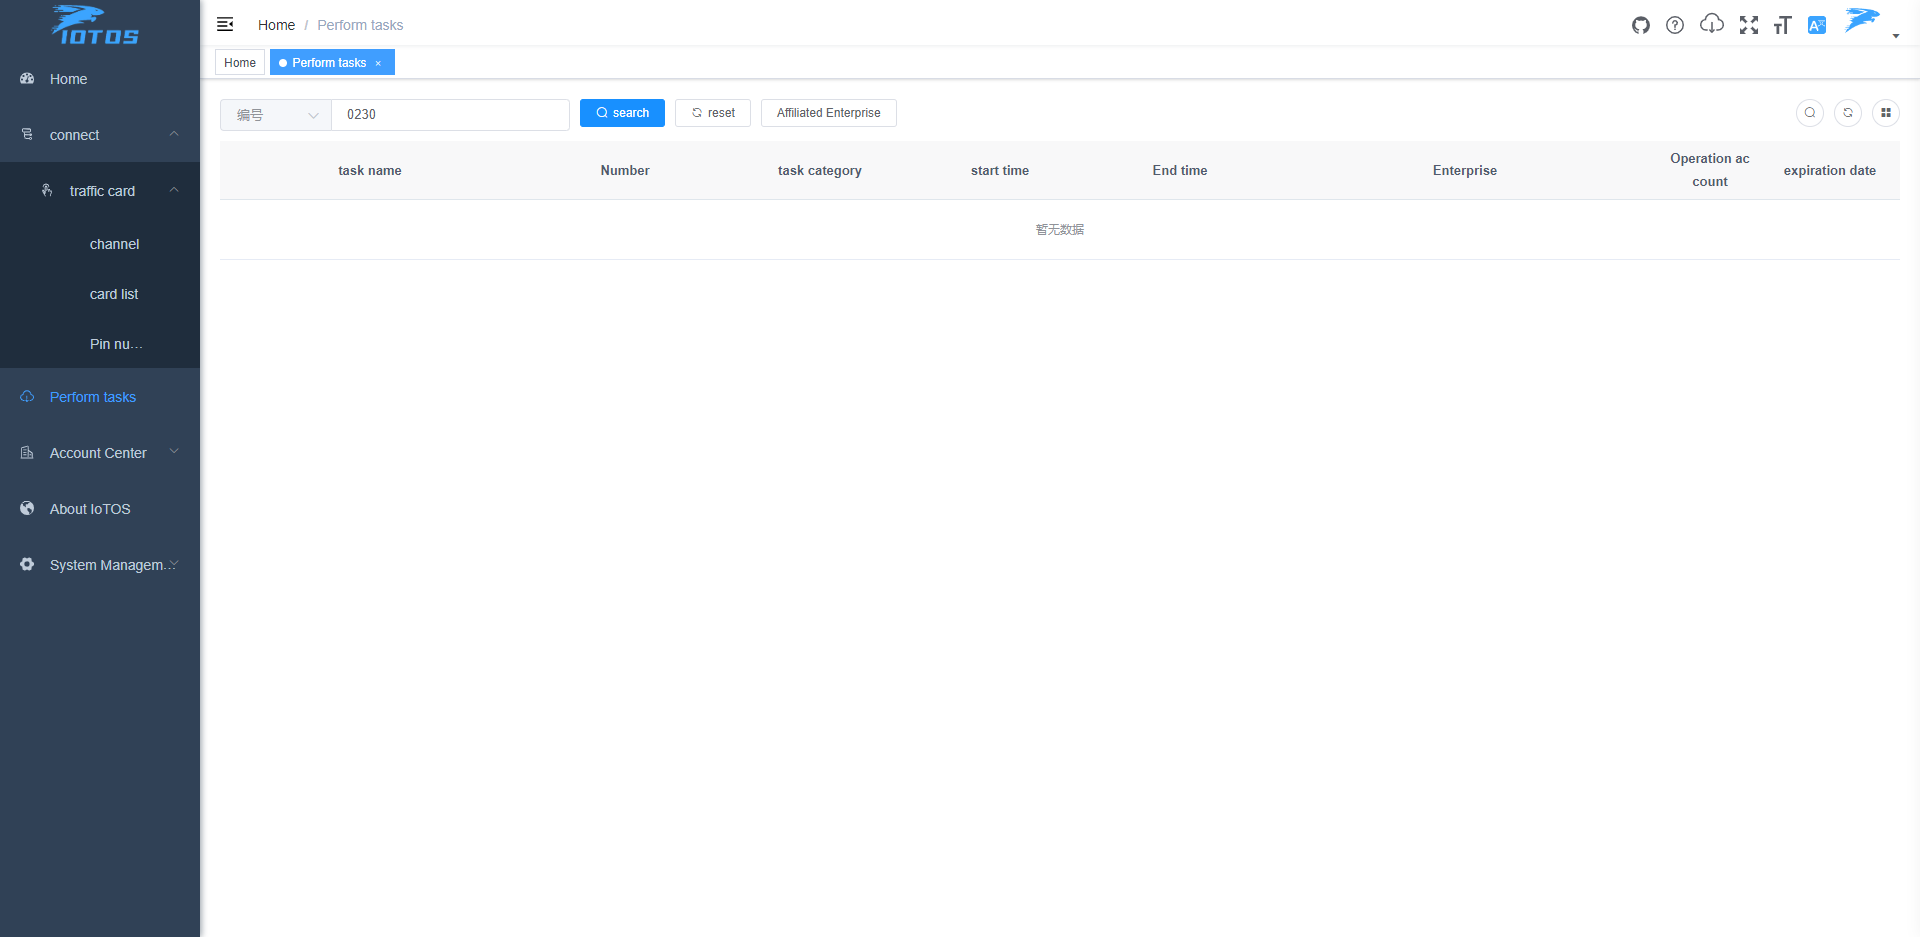 IOTOS
Home / Perform tasks
Home
Perform tasks ×
Home
connect
traffic card
channel
card list
Pin nu...
Perform tasks
Account Center
About IoTOS
System Managem...
编号
0230
search
reset
Affiliated Enterprise
task name
Number
task category
start time
End time
Enterprise
Operation ac
count
expiration date
暂无数据